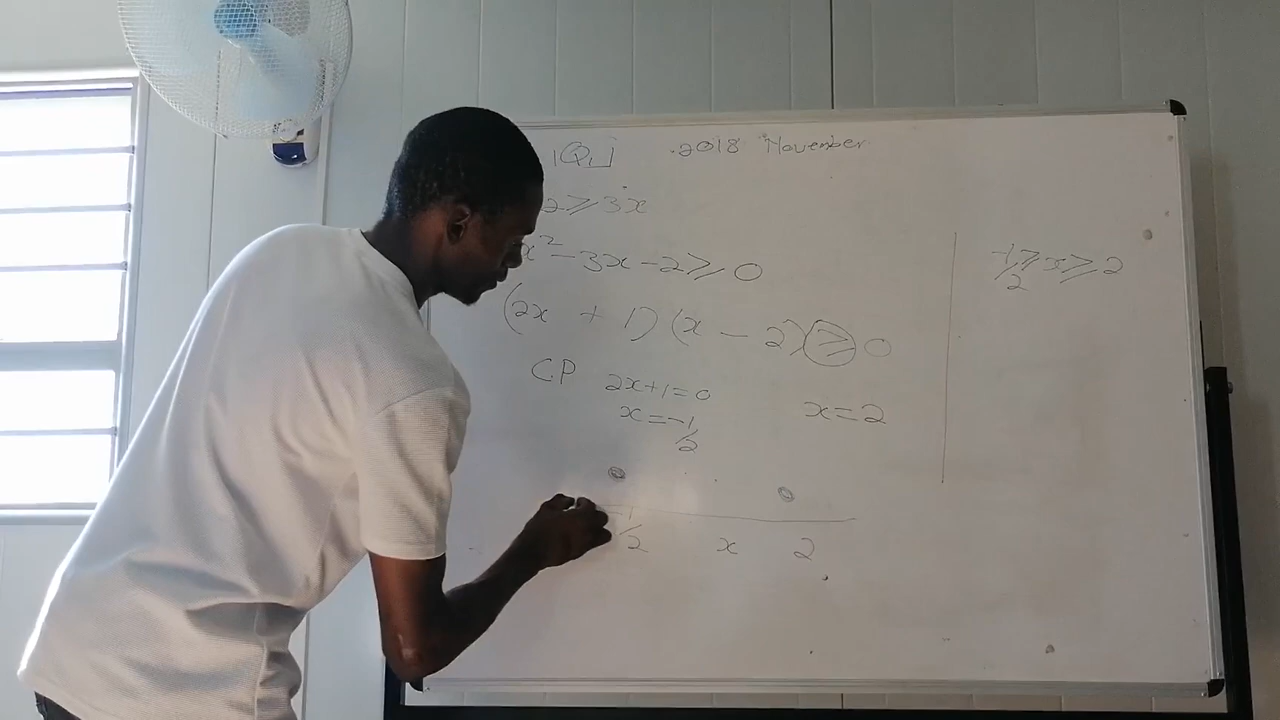 1Q1 2018 November
2≥3x
x²-3x-2≥0
(2x + 1)(x - 2)≥0
CP 2x+1=0
x=-1/2 x=2
-1/2 x 2
-1/2≥x≥2